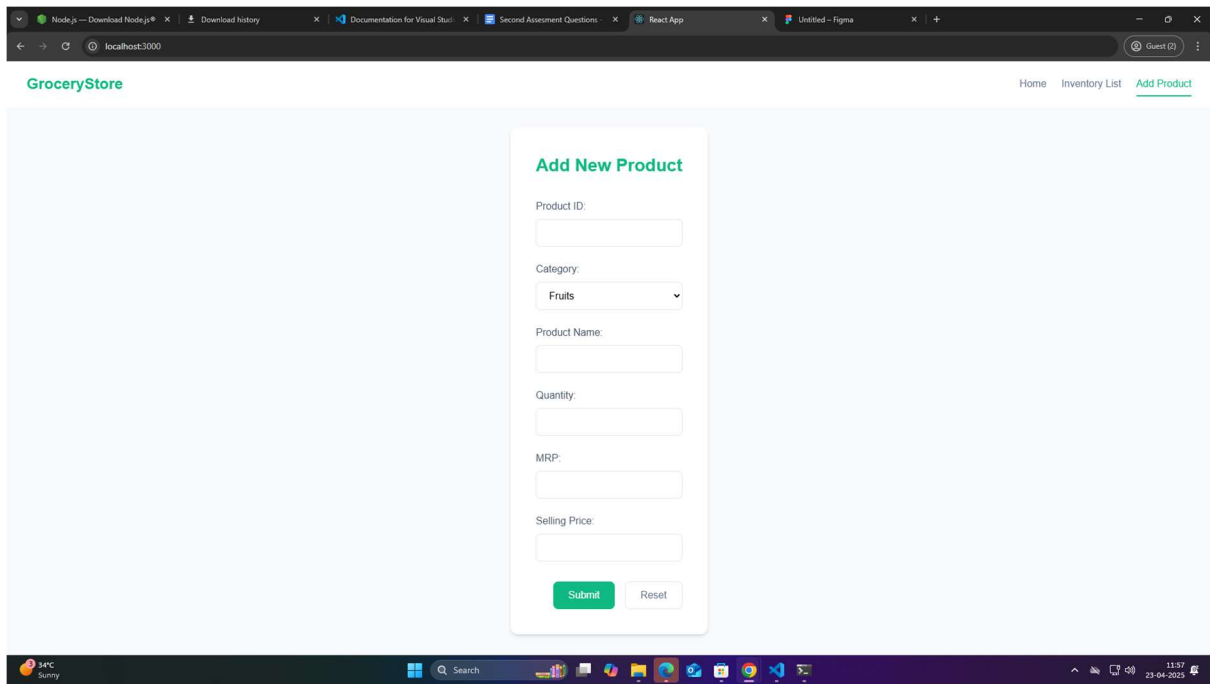 Node.js — Download Node.js®
Download history
Documentation for Visual Studi
Second Assesment Questions -
React App
Untitled – Figma
localhost:3000
Guest (2)
GroceryStore
Home
Inventory List
Add Product
Add New Product
Product ID:
Category:
Fruits
Product Name:
Quantity:
MRP:
Selling Price:
Submit
Reset
3
34°C
Sunny
Search
11:57
23-04-2025